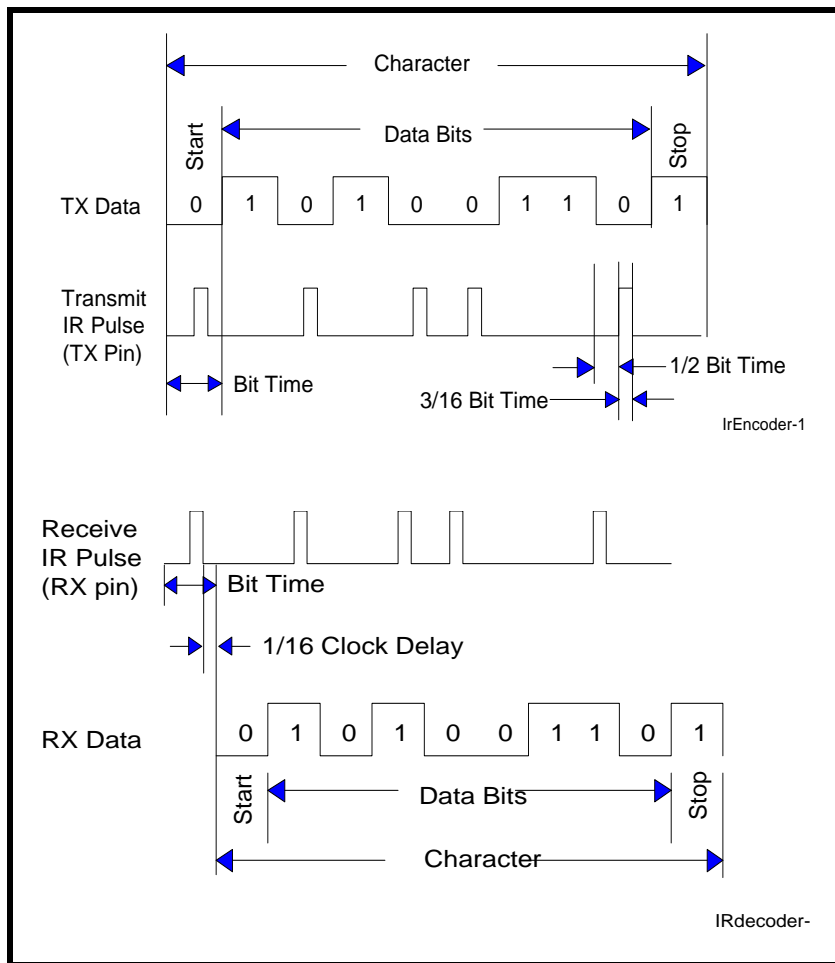 Character
Start
Data Bits
Stop
TX Data
0 1 0 1 0 0 1 1 0 1
Transmit
IR Pulse
(TX Pin)
Bit Time
1/2 Bit Time
3/16 Bit Time
IrEncoder-1
Receive
IR Pulse
(RX pin)
Bit Time
1/16 Clock Delay
RX Data
0 1 0 1 0 0 1 1 0 1
Start
Data Bits
Stop
Character
IRdecoder-